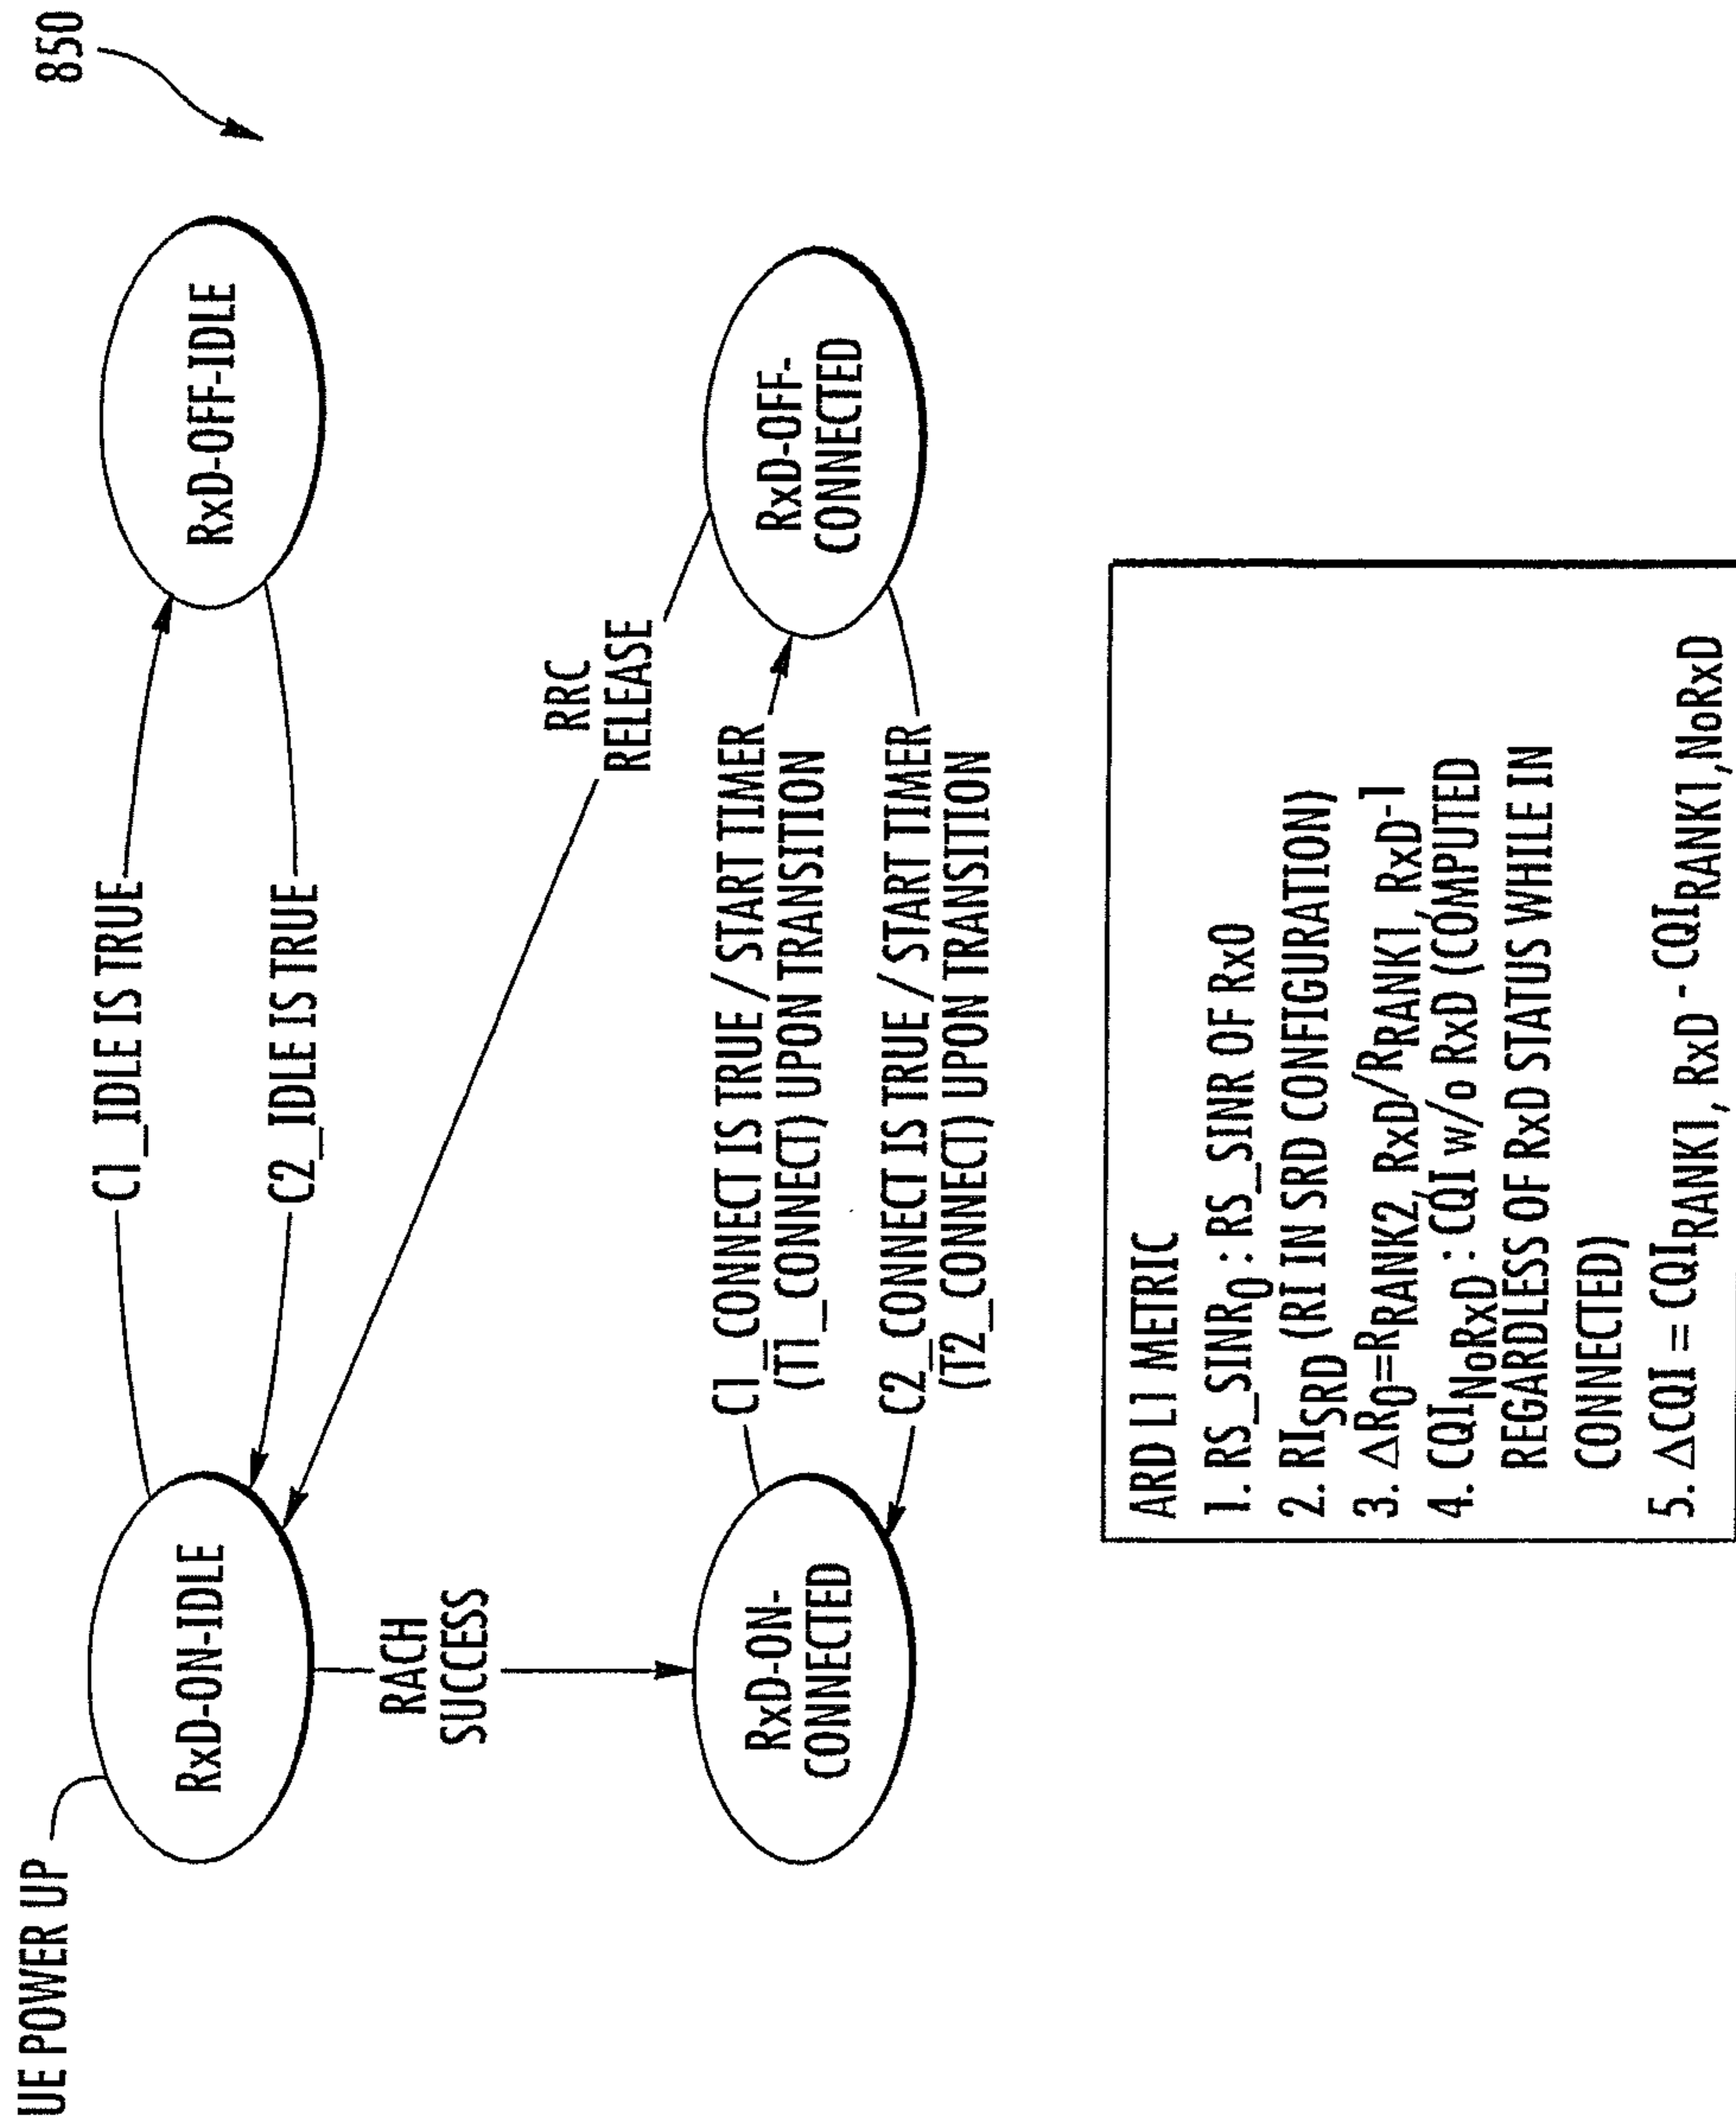 850
UE POWER UP
RxD-ON-IDLE
C1_IDLE IS TRUE
C2_IDLE IS TRUE
RxD-OFF-IDLE
RACH
SUCCESS
RRC
RELEASE
RxD-ON-
CONNECTED
C1_CONNECT IS TRUE / START TIMER
(T1_CONNECT) UPON TRANSITION
C2_CONNECT IS TRUE / START TIMER
(T2_CONNECT) UPON TRANSITION
RxD-OFF-
CONNECTED
ARD L1 METRIC
1. RS_SINR0 : RS_SINR OF Rx0
2. RISRD (RI IN SRD CONFIGURATION)
3. ΔR0=RRANK2, RxD/RRANK1, RxD-1
4. CQINoRxD : CQI w/o RxD (COMPUTED
REGARDLESS OF RxD STATUS WHILE IN
CONNECTED)
5. ΔCQI = CQIRANK1, RxD - CQIRANK1,NoRxD